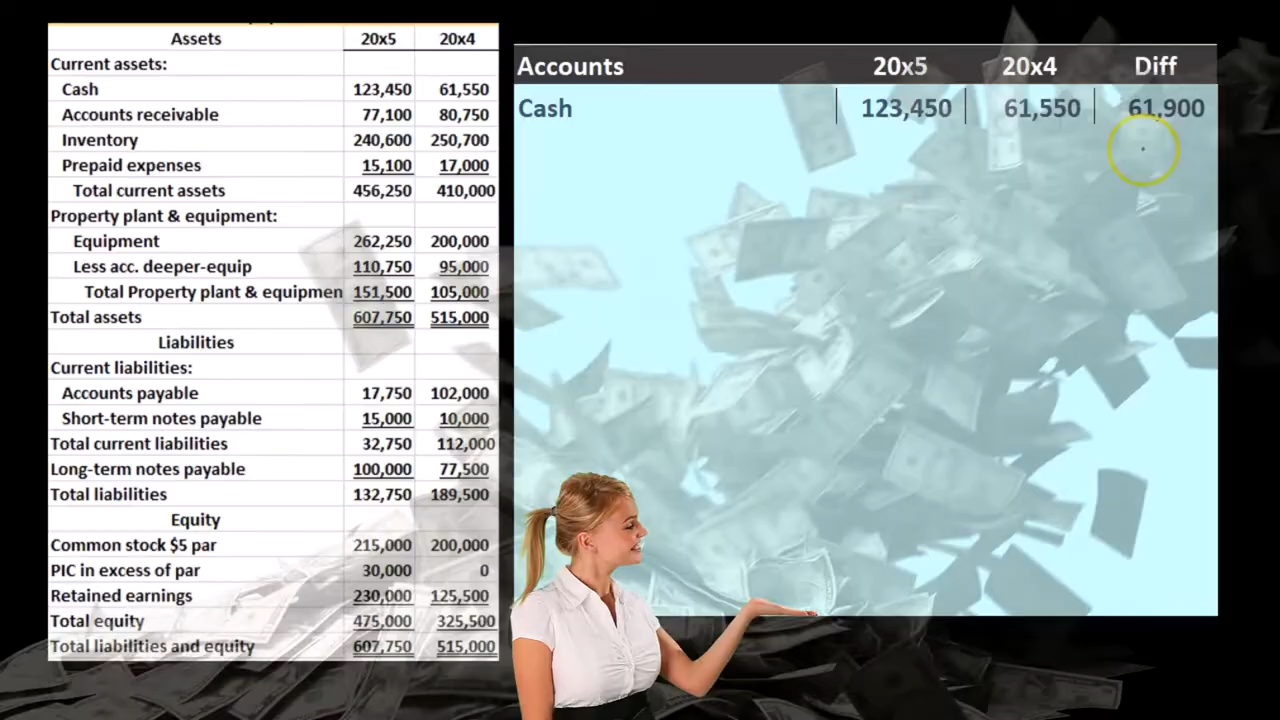 Assets 20x5 20x4
Current assets:
Cash 123,450 61,550
Accounts receivable 77,100 80,750
Inventory 240,600 250,700
Prepaid expenses 15,100 17,000
Total current assets 456,250 410,000
Property plant & equipment:
Equipment 262,250 200,000
Less acc. deeper-equip 110,750 95,000
Total Property plant & equipmen 151,500 105,000
Total assets 607,750 515,000
Liabilities
Current liabilities:
Accounts payable 17,750 102,000
Short-term notes payable 15,000 10,000
Total current liabilities 32,750 112,000
Long-term notes payable 100,000 77,500
Total liabilities 132,750 189,500
Equity
Common stock $5 par 215,000 200,000
PIC in excess of par 30,000 0
Retained earnings 230,000 125,500
Total equity 475,000 325,500
Total liabilities and equity 607,750 515,000
Accounts 20x5 20x4 Diff
Cash 123,450 61,550 61,900